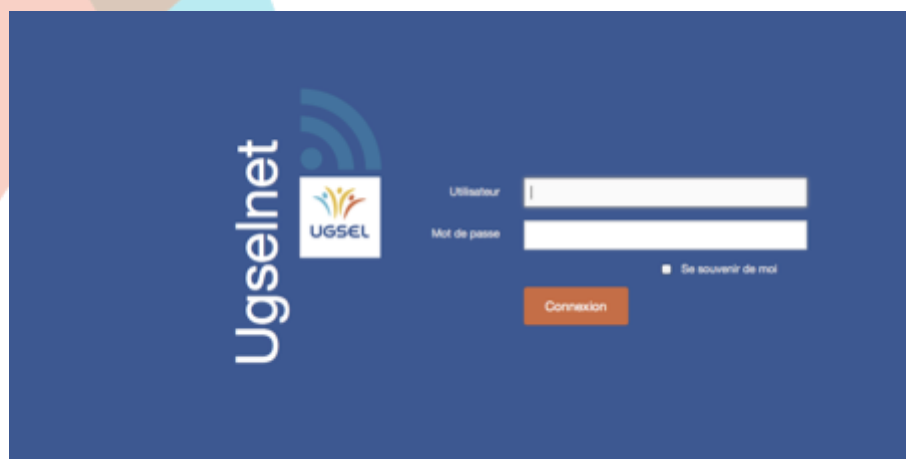 Ugselnet
UGSEL
Utilisateur
Mot de passe
Se souvenir de moi
Connexion